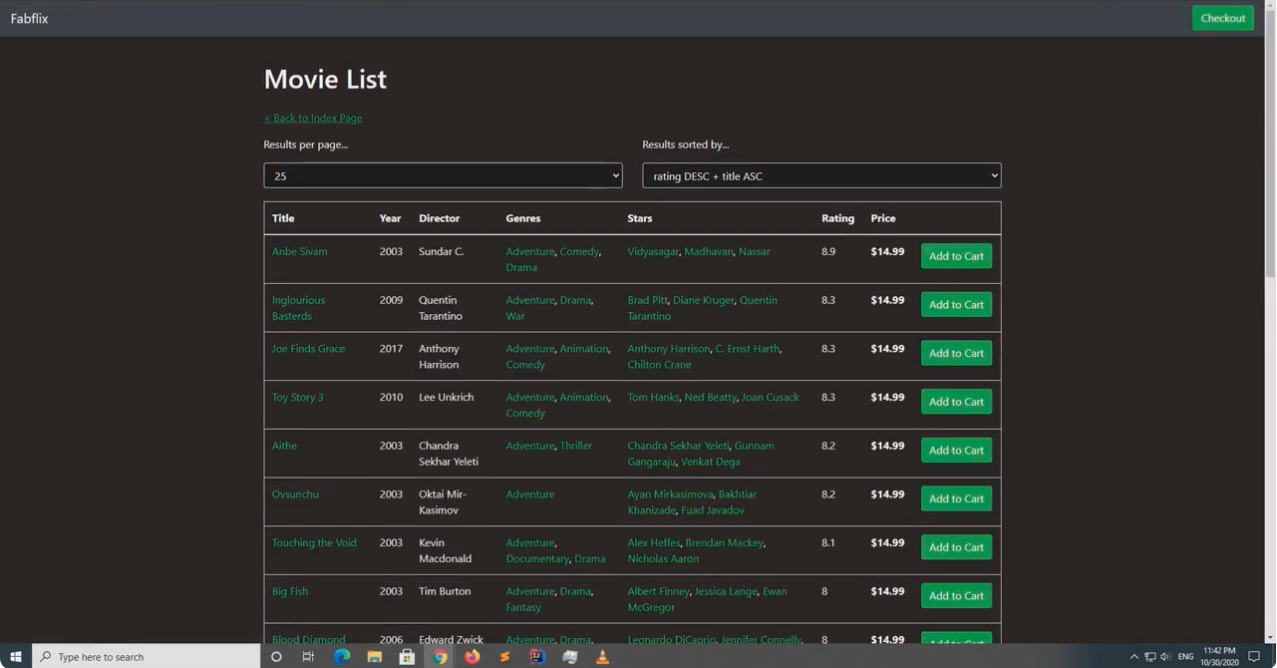 Fabflix
Checkout
Movie List
< Back to Index Page
Results per page...
Results sorted by...
25
rating DESC + title ASC
Title Year Director Genres Stars Rating Price
Anbe Sivam 2003 Sundar C. Adventure, Comedy, Vidyasagar, Madhavan, Nassar 8.9 $14.99 Add to Cart
Drama
Inglourious 2009 Quentin Adventure, Drama, Brad Pitt, Diane Kruger, Quentin 8.3 $14.99 Add to Cart
Basterds Tarantino War Tarantino
Joe Finds Grace 2017 Anthony Adventure, Animation, Anthony Harrison, C. Ernst Harth, 8.3 $14.99 Add to Cart
Harrison Comedy Chilton Crane
Toy Story 3 2010 Lee Unkrich Adventure, Animation, Tom Hanks, Ned Beatty, Joan Cusack 8.3 $14.99 Add to Cart
Comedy
Aithe 2003 Chandra Adventure, Thriller Chandra Sekhar Yeleti, Gunnam 8.2 $14.99 Add to Cart
Sekhar Yeleti Gangaraju, Venkat Dega
Ovsunchu 2003 Oktai Mir- Adventure Ayan Mirkasimova, Bakhtiar 8.2 $14.99 Add to Cart
Kasimov Khanizade, Fuad Javadov
Touching the Void 2003 Kevin Adventure, Alex Heffes, Brendan Mackey, 8.1 $14.99 Add to Cart
Macdonald Documentary, Drama Nicholas Aaron
Big Fish 2003 Tim Burton Adventure, Drama, Albert Finney, Jessica Lange, Ewan 8 $14.99 Add to Cart
Fantasy McGregor
Blood Diamond 2006 Edward Zwick Adventure, Drama, Leonardo DiCaprio, Jennifer Connelly, 8 $14.99 Add to Cart
Type here to search
ENG
11:42 PM
10/30/2020